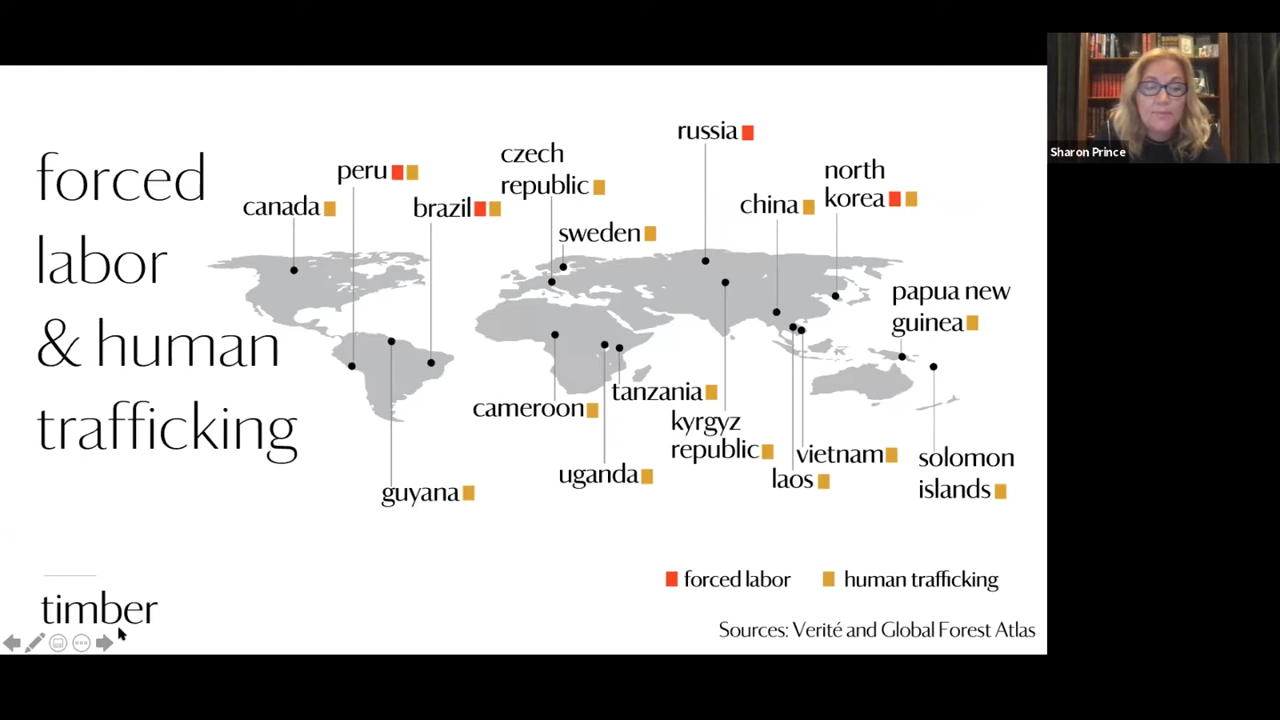 forced
labor
& human
trafficking
peru
canada
brazil
czech
republic
sweden
russia
china
north
korea
papua new
guinea
cameroon
tanzania
kyrgyz
republic
uganda
guyana
vietnam
laos
solomon
islands
forced labor
human trafficking
timber
Sources: Verité and Global Forest Atlas
Sharon Prince